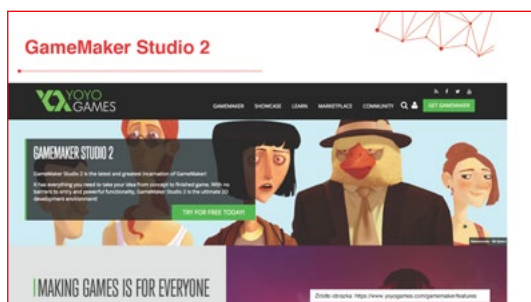 GameMaker Studio 2
YOYO
GAMES
GAMEMAKER SHOWCASE LEARN MARKETPLACE COMMUNITY GET GAMEMAKER
GAMEMAKER STUDIO 2
GameMaker Studio 2 is the latest and greatest incarnation of GameMaker!
It has everything you need to take your idea from concept to finished game. With no
barriers to entry and powerful functionality, GameMaker Studio 2 is the ultimate 2D
development environment!
TRY FOR FREE TODAY!
MAKING GAMES IS FOR EVERYONE
Źródło obrazka: https://www.yoyogames.com/gamemaker/features